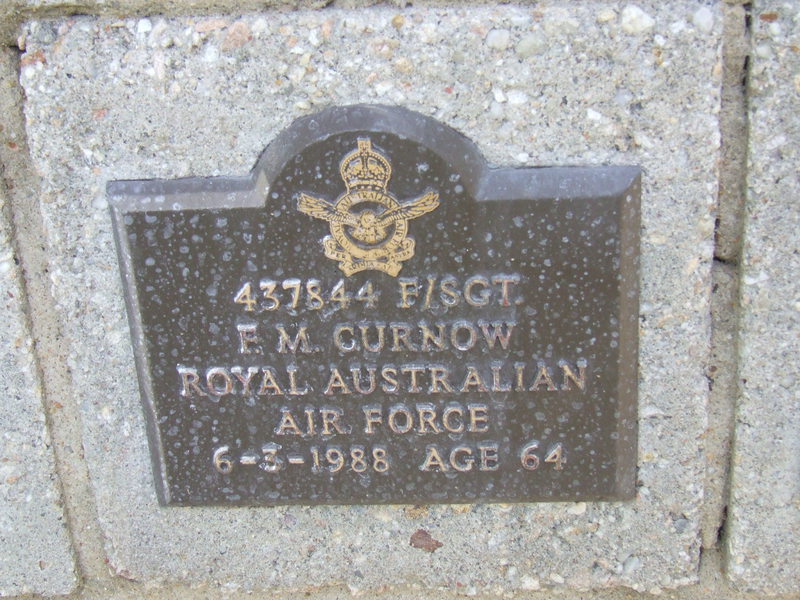 437844 F/SGT.
F. M. CURNOW
ROYAL AUSTRALIAN
AIR FORCE
6-3-1988 AGE 64